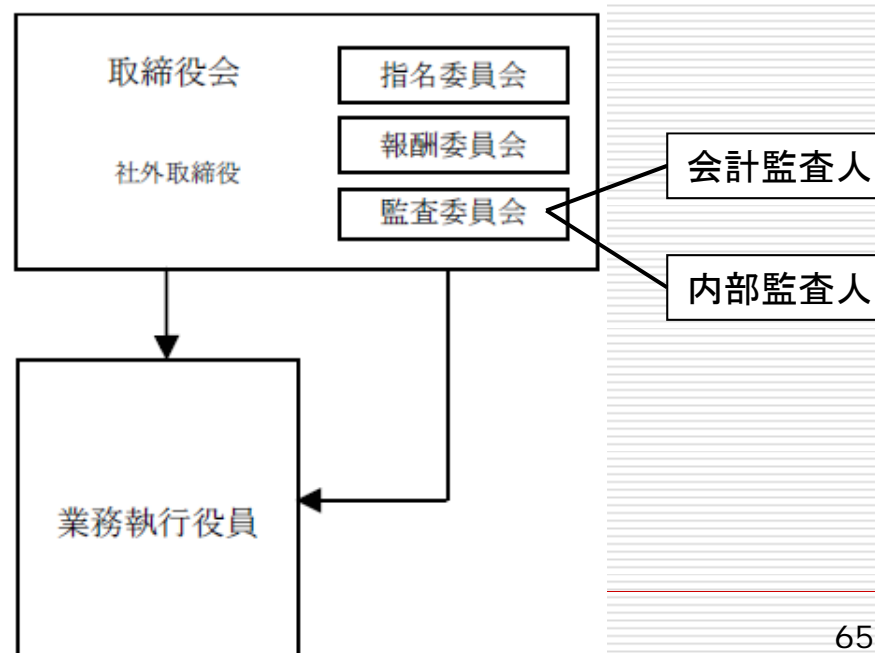 取締役会
社外取締役
指名委員会
報酬委員会
監査委員会
会計監査人
内部監査人
業務執行役員
65